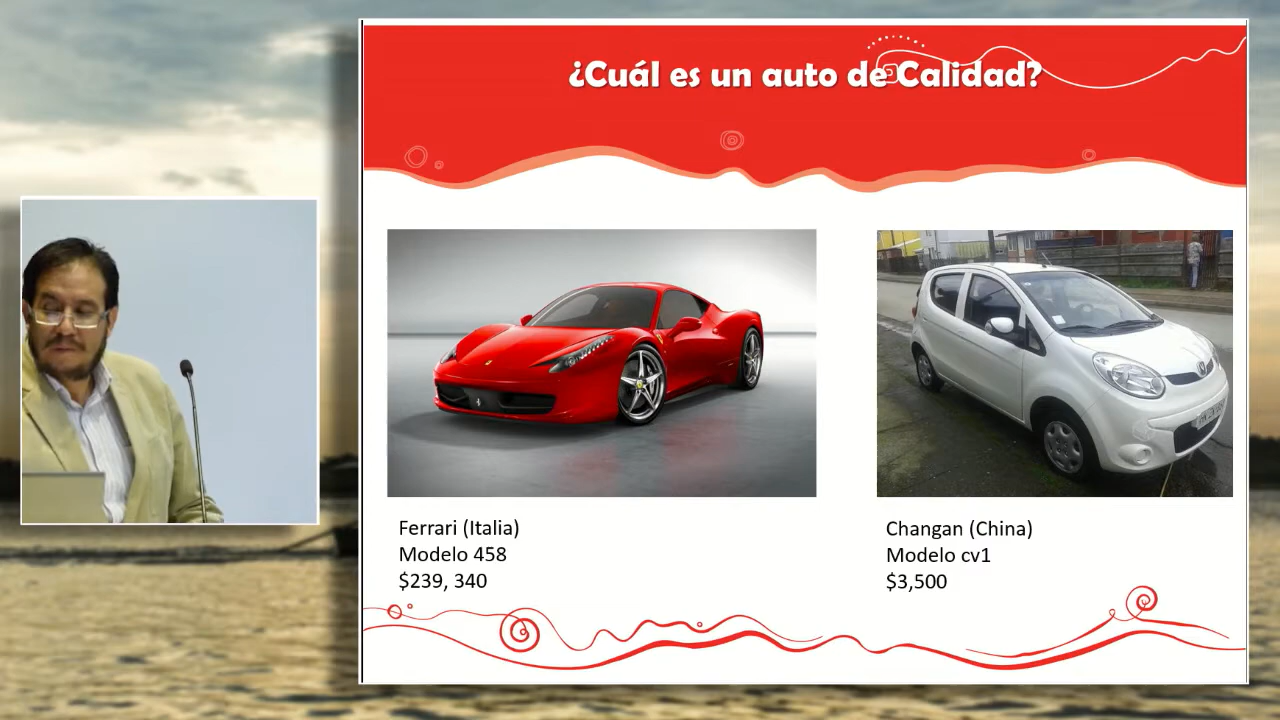 ¿Cuál es un auto de Calidad?
Ferrari (Italia)
Modelo 458
$239, 340
Changan (China)
Modelo cv1
$3,500